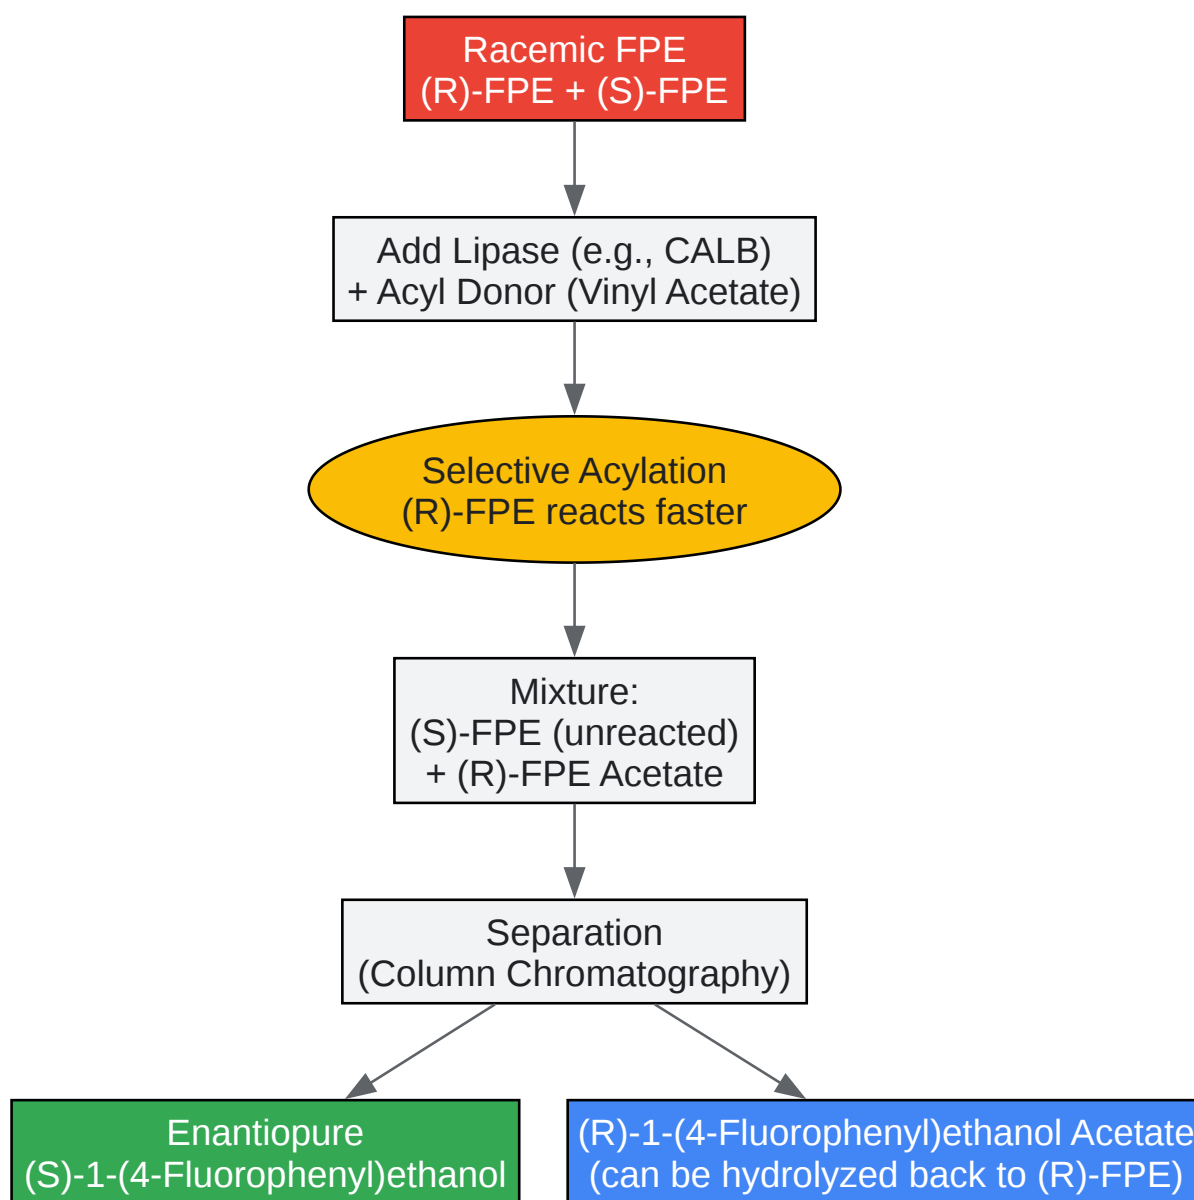 Racemic FPE
(R)-FPE + (S)-FPE
Add Lipase (e.g., CALB)
+ Acyl Donor (Vinyl Acetate)
Selective Acylation
(R)-FPE reacts faster
Mixture:
(S)-FPE (unreacted)
+ (R)-FPE Acetate
Separation
(Column Chromatography)
Enantiopure
(S)-1-(4-Fluorophenyl)ethanol
(R)-1-(4-Fluorophenyl)ethanol Acetate
(can be hydrolyzed back to (R)-FPE)